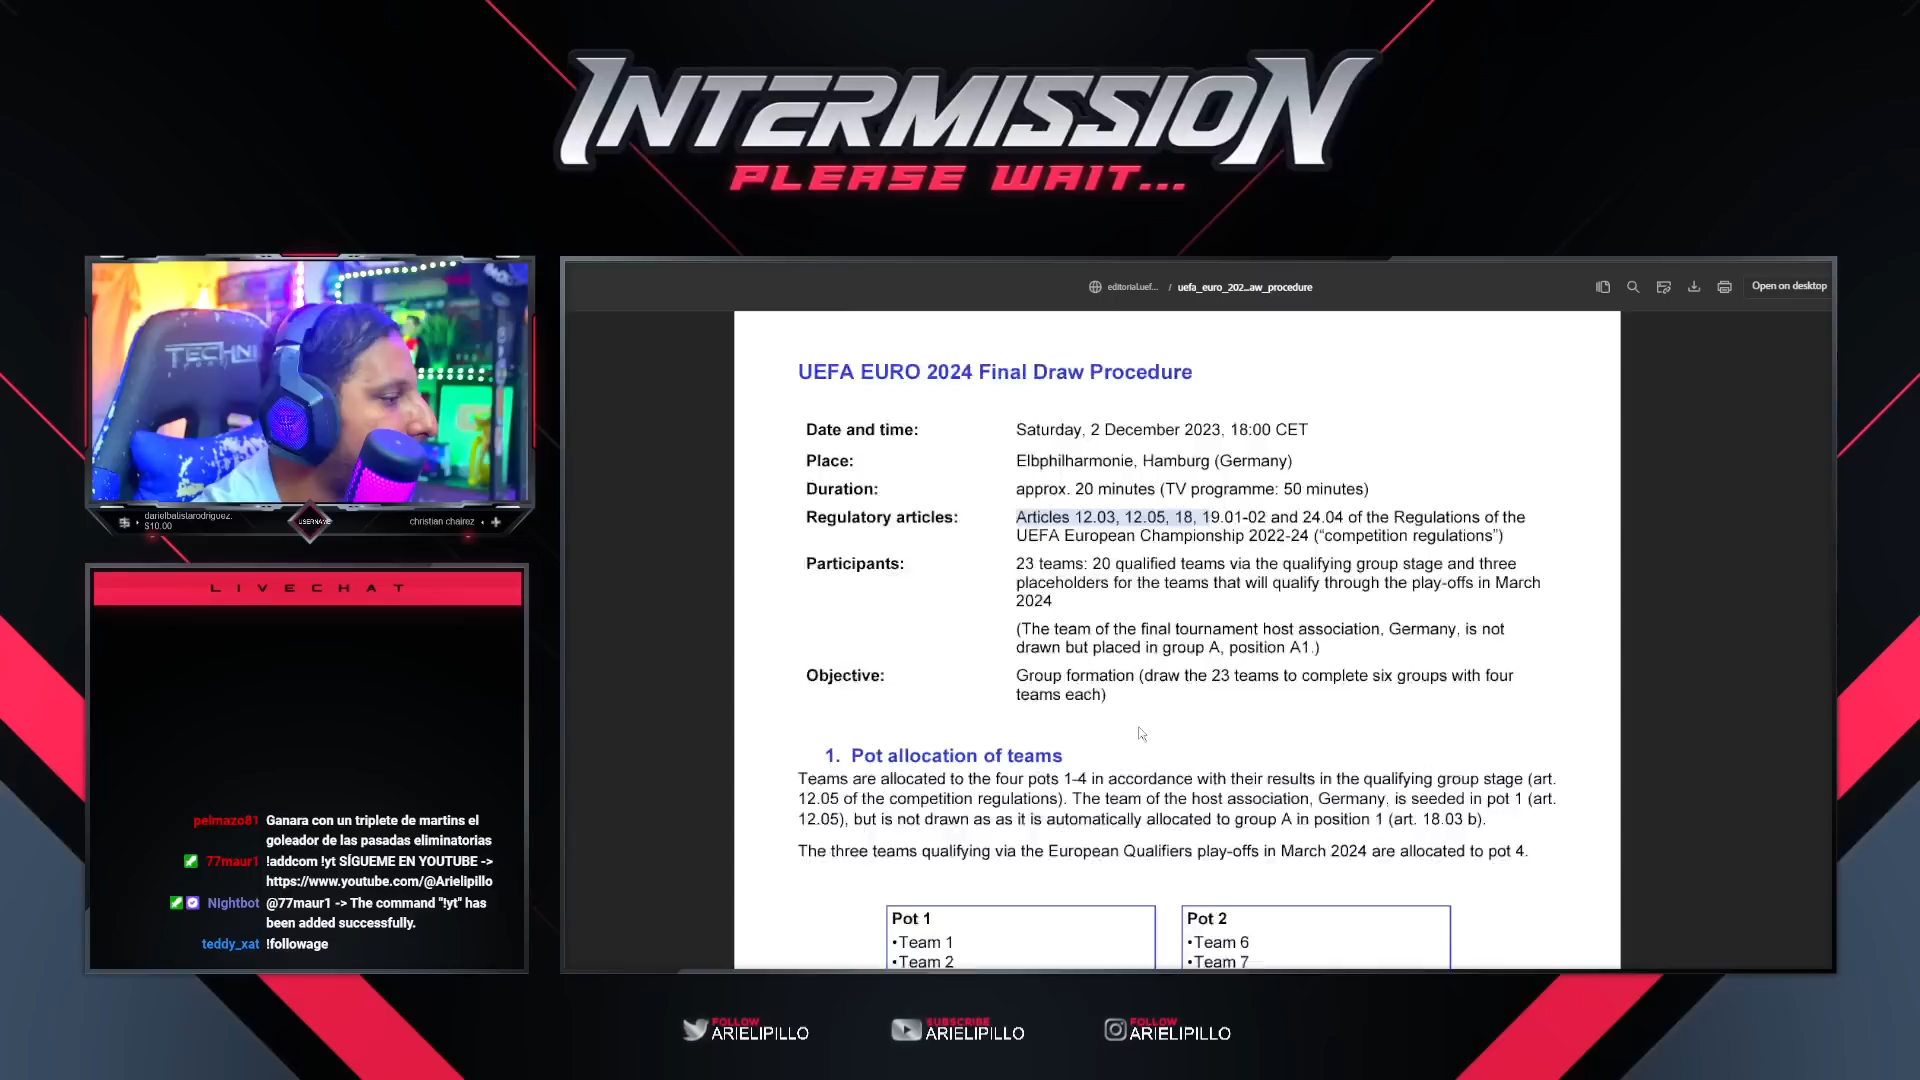 INTERMISSION
PLEASE WAIT...
TECHNI
darielbatistarodriguez.
$10.00
USERNAME
christian chairez
LIVECHAT
pelmazo81 Ganara con un triplete de martins el
goleador de las pasadas eliminatorias
77maur1 !addcom !yt SÍGUEME EN YOUTUBE ->
https://www.youtube.com/@Arielipillo
Nightbot @77maur1 -> The command "!yt" has
been added successfully.
teddy_xat !followage
editorial.uef... / uefa_euro_202...aw_procedure
Open on desktop
UEFA EURO 2024 Final Draw Procedure
Date and time: Saturday, 2 December 2023, 18:00 CET
Place: Elbphilharmonie, Hamburg (Germany)
Duration: approx. 20 minutes (TV programme: 50 minutes)
Regulatory articles: Articles 12.03, 12.05, 18, 19.01-02 and 24.04 of the Regulations of the
UEFA European Championship 2022-24 (“competition regulations”)
Participants: 23 teams: 20 qualified teams via the qualifying group stage and three
placeholders for the teams that will qualify through the play-offs in March
2024
(The team of the final tournament host association, Germany, is not
drawn but placed in group A, position A1.)
Objective: Group formation (draw the 23 teams to complete six groups with four
teams each)
1. Pot allocation of teams
Teams are allocated to the four pots 1-4 in accordance with their results in the qualifying group stage (art.
12.05 of the competition regulations). The team of the host association, Germany, is seeded in pot 1 (art.
12.05), but is not drawn as as it is automatically allocated to group A in position 1 (art. 18.03 b).
The three teams qualifying via the European Qualifiers play-offs in March 2024 are allocated to pot 4.
Pot 1
•Team 1
•Team 2
Pot 2
•Team 6
•Team 7
FOLLOW
ARIELIPILLO
SUBSCRIBE
ARIELIPILLO
FOLLOW
ARIELIPILLO